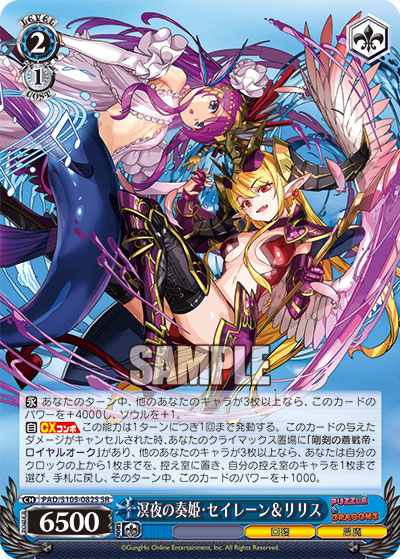 LEVEL
2
1
COST
SAMPLE
永 あなたのターン中、他のあなたのキャラが3枚以上なら、このカードの
パワーを+4000し、ソウルを+1。
自 CXコンボ この能力は1ターンにつき1回まで発動する。このカードの与えた
ダメージがキャンセルされた時、あなたのクライマックス置場に「剛剣の蒼戦帝・
ロイヤルオーク」があり、他のあなたのキャラが3枚以上なら、あなたは自分の
クロックの上から1枚までを、控え室に置き、自分の控え室のキャラを1枚まで
選び、手札に戻し、そのターン中、このカードのパワーを+1000。
CH PAD/S105-082S SR
溟夜の奏姫・セイレーン&リリス
PUZZLE & DRAGONS
6500
回復
悪魔
©GungHo Online Entertainment, Inc. All Rights Reserved.